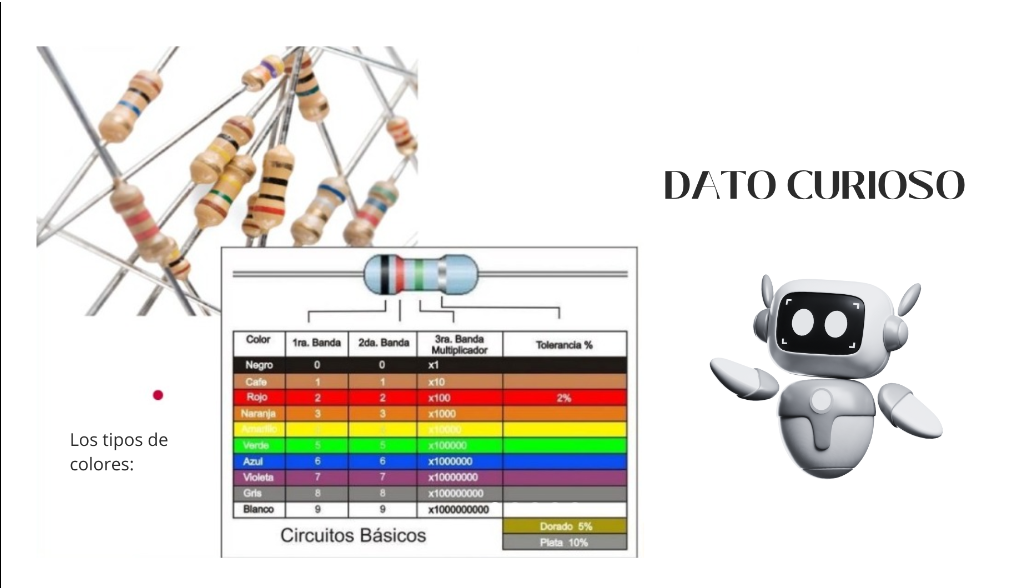 DATO CURIOSO
Los tipos de
colores:
Color 1ra. Banda 2da. Banda 3ra. Banda Multiplicador Tolerancia %
Negro 0 0 x1
Cafe 1 1 x10
Rojo 2 2 x100 2%
Naranja 3 3 x1000
Amarillo 4 4 x10000
Verde 5 5 x100000
Azul 6 6 x1000000
Violeta 7 7 x10000000
Gris 8 8 x100000000
Blanco 9 9 x1000000000
Dorado 5%
Plata 10%
Circuitos Básicos